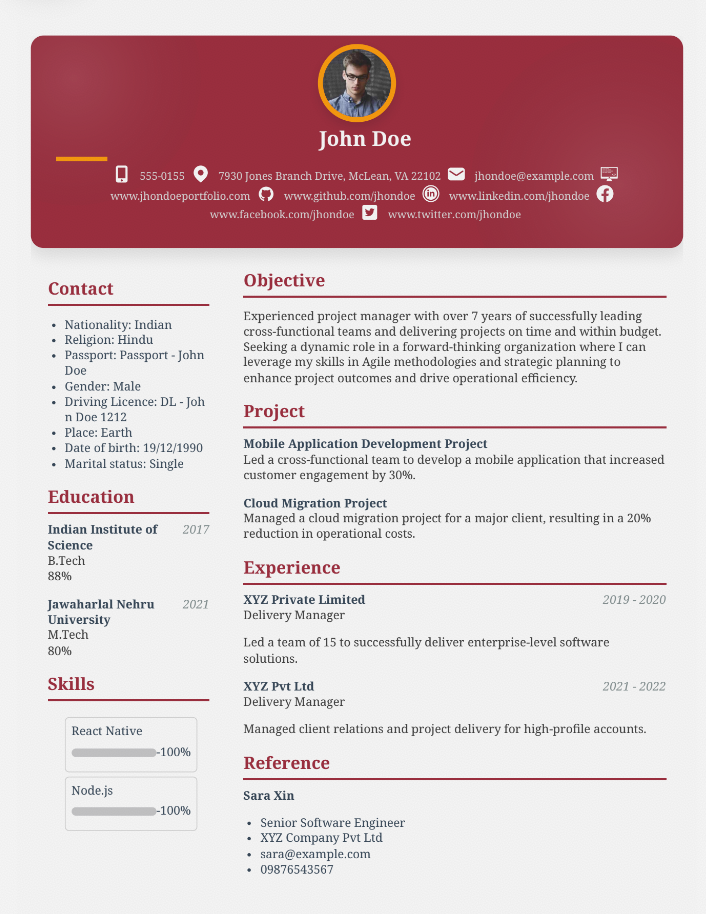 John Doe
555-0155 7930 Jones Branch Drive, McLean, VA 22102 jhondoe@example.com
www.jhondoeportfolio.com www.github.com/jhondoe www.linkedin.com/jhondoe
www.facebook.com/jhondoe www.twitter.com/jhondoe
Contact
• Nationality: Indian
• Religion: Hindu
• Passport: Passport - John
Doe
• Gender: Male
• Driving Licence: DL - Joh
n Doe 1212
• Place: Earth
• Date of birth: 19/12/1990
• Marital status: Single
Education
Indian Institute of 2017
Science
B.Tech
88%
Jawaharlal Nehru 2021
University
M.Tech
80%
Skills
React Native
-100%
Node.js
-100%
Objective
Experienced project manager with over 7 years of successfully leading
cross-functional teams and delivering projects on time and within budget.
Seeking a dynamic role in a forward-thinking organization where I can
leverage my skills in Agile methodologies and strategic planning to
enhance project outcomes and drive operational efficiency.
Project
Mobile Application Development Project
Led a cross-functional team to develop a mobile application that increased
customer engagement by 30%.
Cloud Migration Project
Managed a cloud migration project for a major client, resulting in a 20%
reduction in operational costs.
Experience
XYZ Private Limited 2019 - 2020
Delivery Manager
Led a team of 15 to successfully deliver enterprise-level software
solutions.
XYZ Pvt Ltd 2021 - 2022
Delivery Manager
Managed client relations and project delivery for high-profile accounts.
Reference
Sara Xin
• Senior Software Engineer
• XYZ Company Pvt Ltd
• sara@example.com
• 09876543567